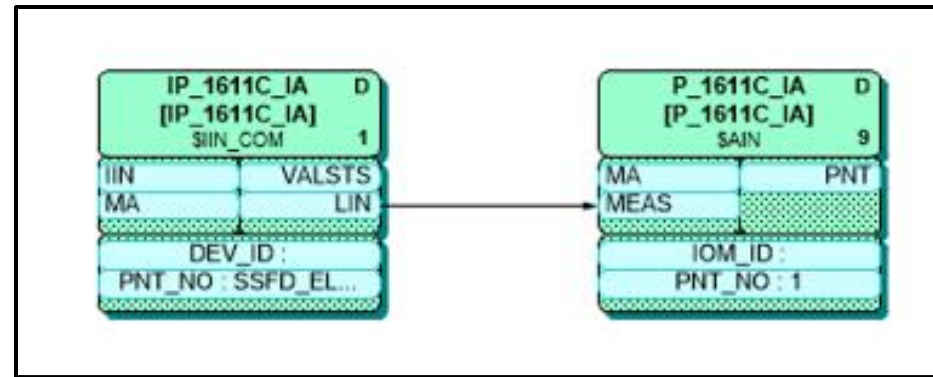 IP_1611C_IA D
[IP_1611C_IA]
$IIN_COM 1
IIN VALSTS
MA LIN
DEV_ID :
PNT_NO : SSFD_EL...
P_1611C_IA D
[P_1611C_IA]
$AIN 9
MA PNT
MEAS
IOM_ID :
PNT_NO : 1